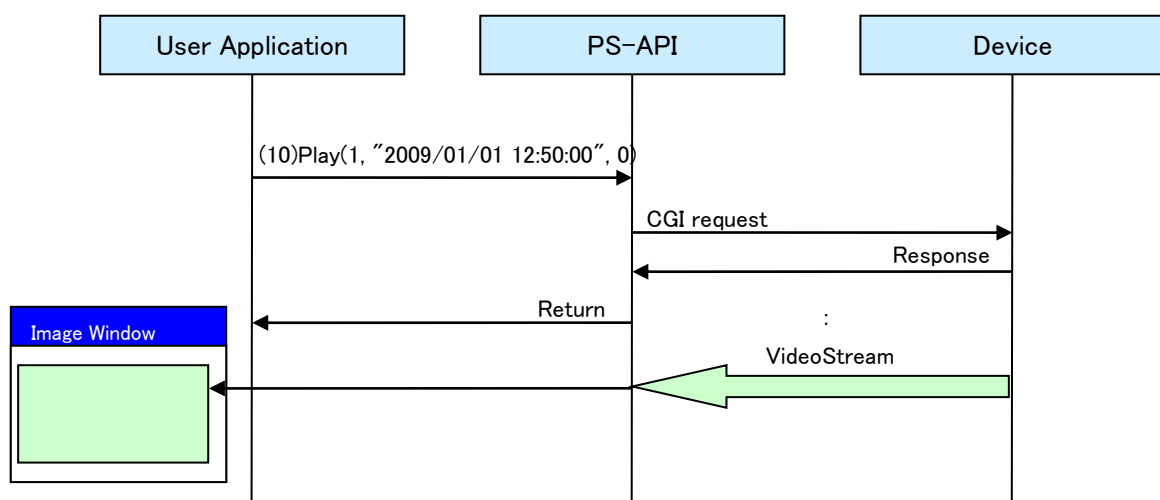 User Application
PS-API
Device
(10)Play(1, "2009/01/01 12:50:00", 0)
CGI request
Response
Return
:
Image Window
VideoStream